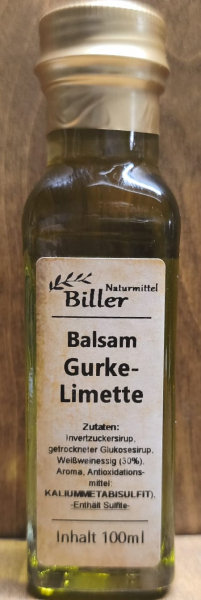 Naturmittel
Biller
Balsam
Gurke-
Limette
Zutaten:
Invertzuckersirup,
getrockneter Glukosesirup,
Weißweinessig (30%),
Aroma, Antioxidations-
mittel:
KALIUMMETABISULFIT),
-Enthält Sulfite-
Inhalt 100ml